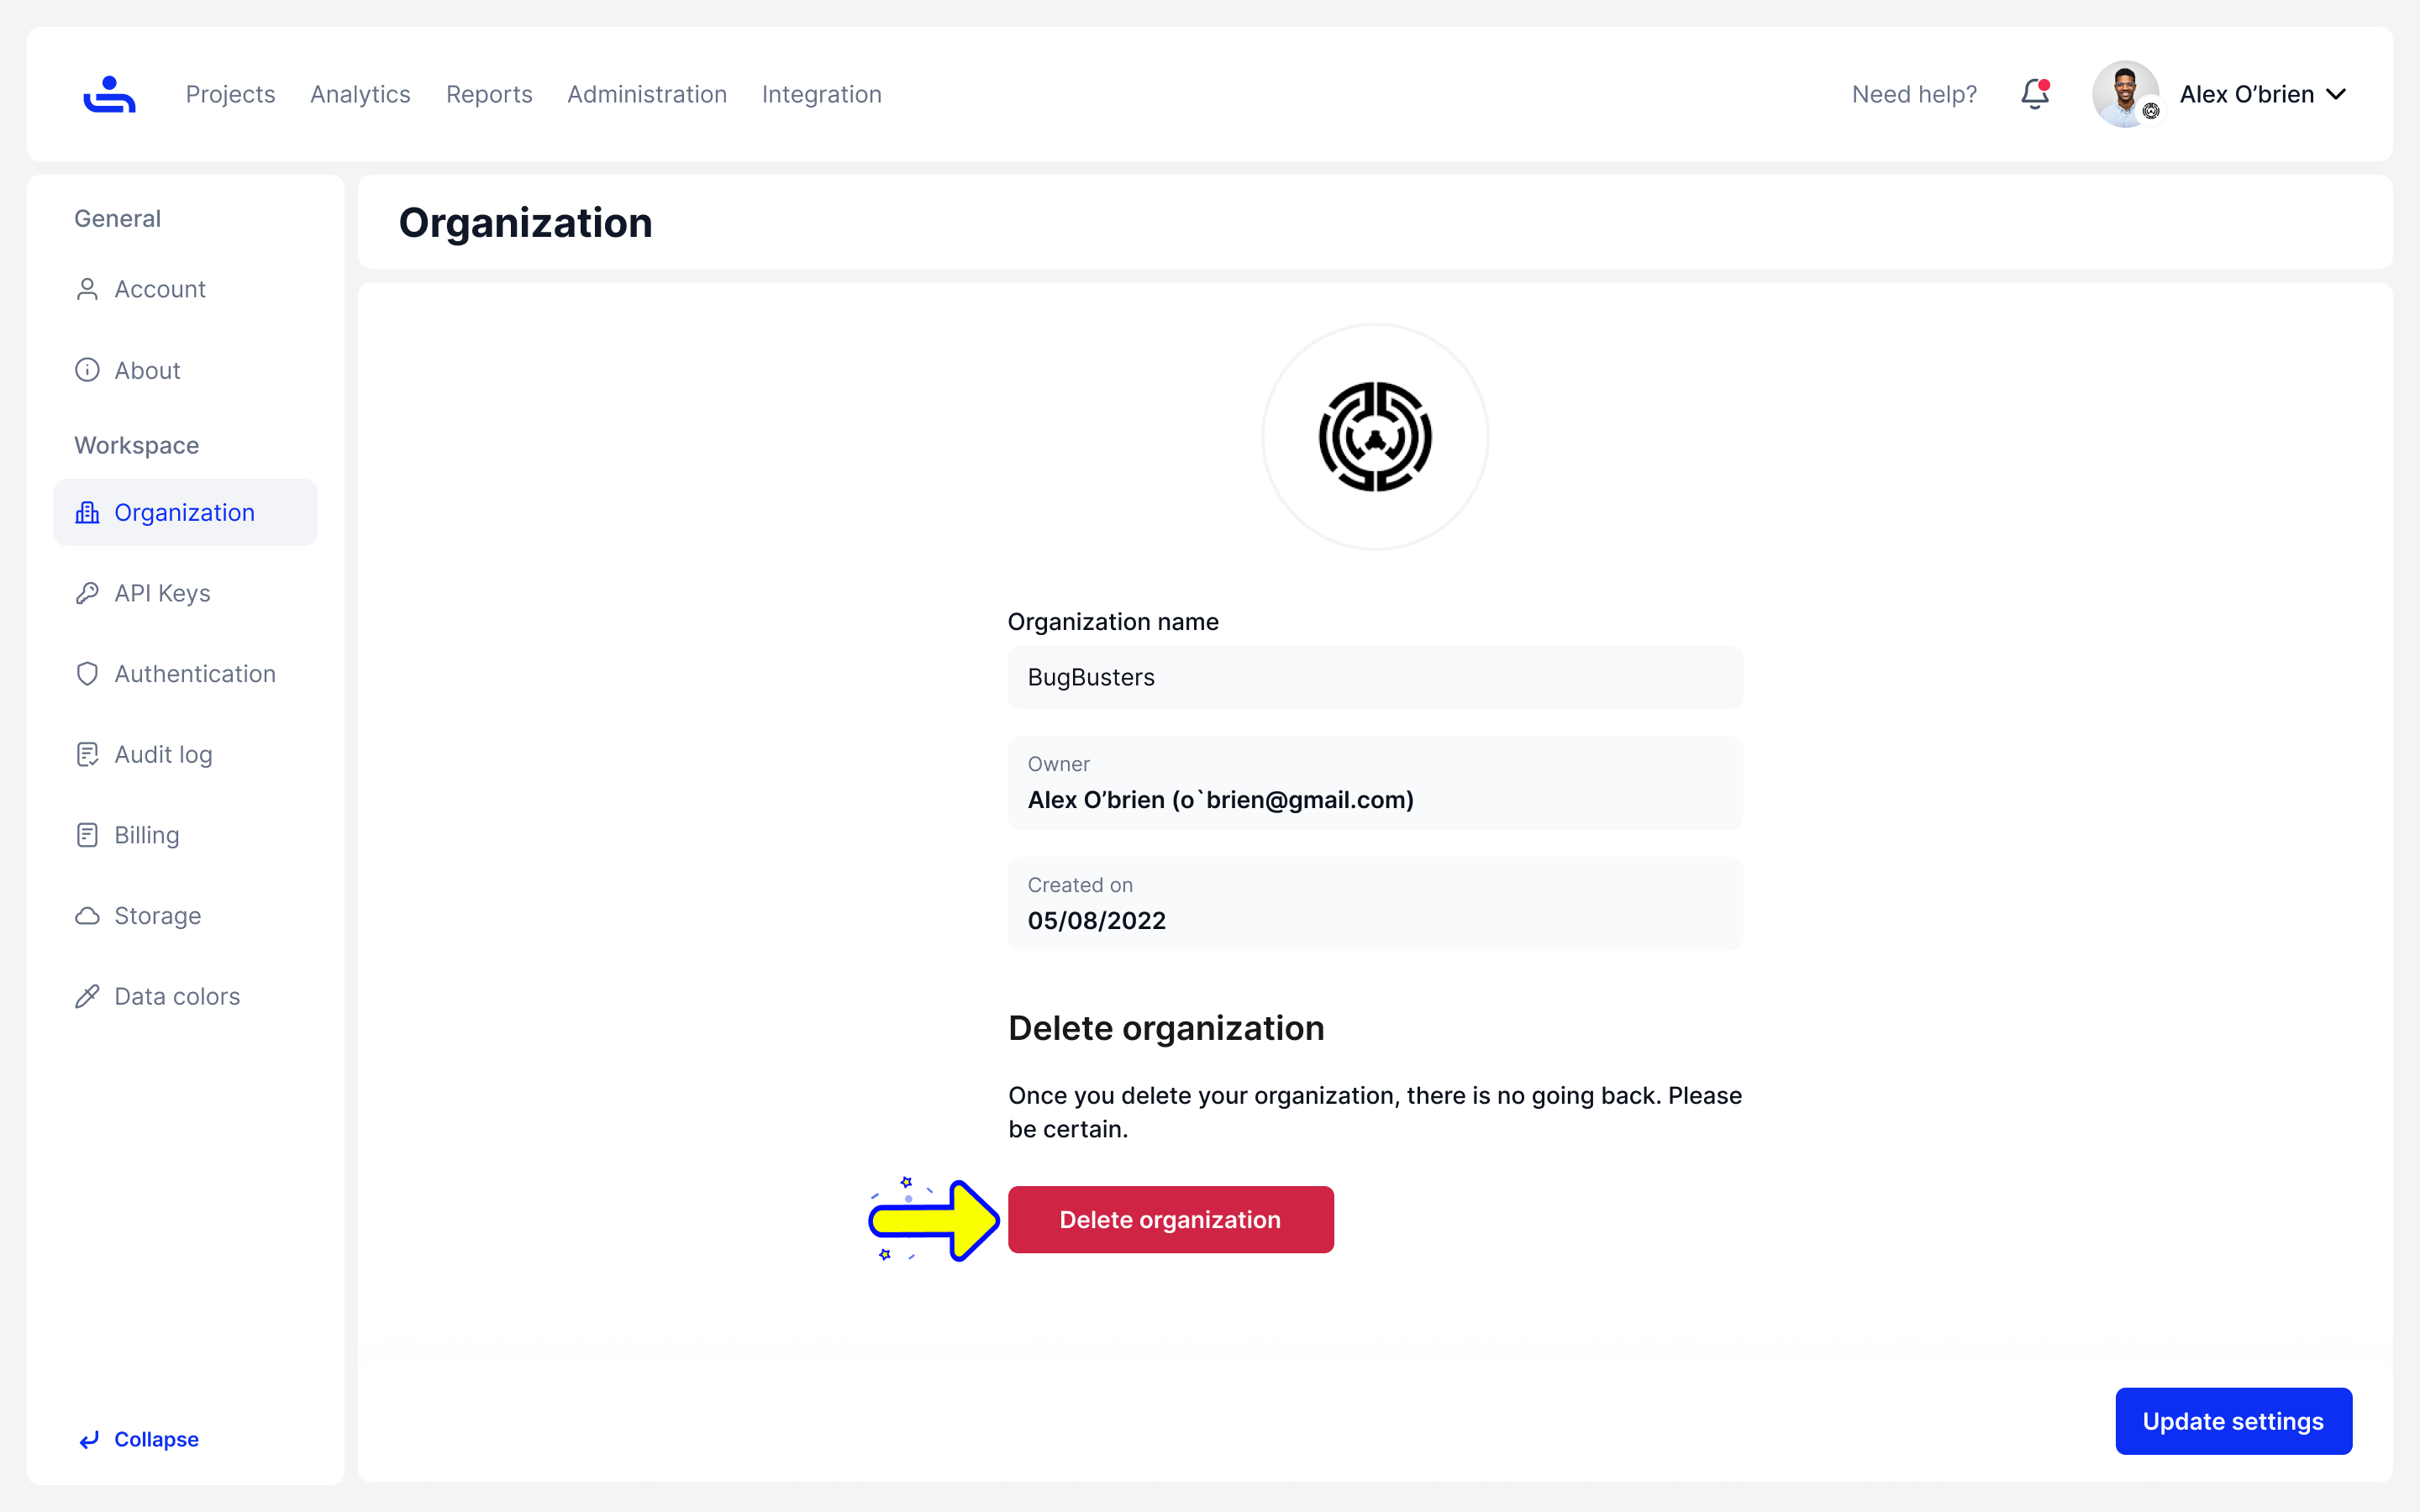 Projects Analytics Reports Administration Integration Need help? Alex O’brien
General
Account
About
Workspace
Organization
API Keys
Authentication
Audit log
Billing
Storage
Data colors
Collapse
Organization
Organization name
BugBusters
Owner
Alex O’brien (o`brien@gmail.com)
Created on
05/08/2022
Delete organization
Once you delete your organization, there is no going back. Please
be certain.
Delete organization
Update settings